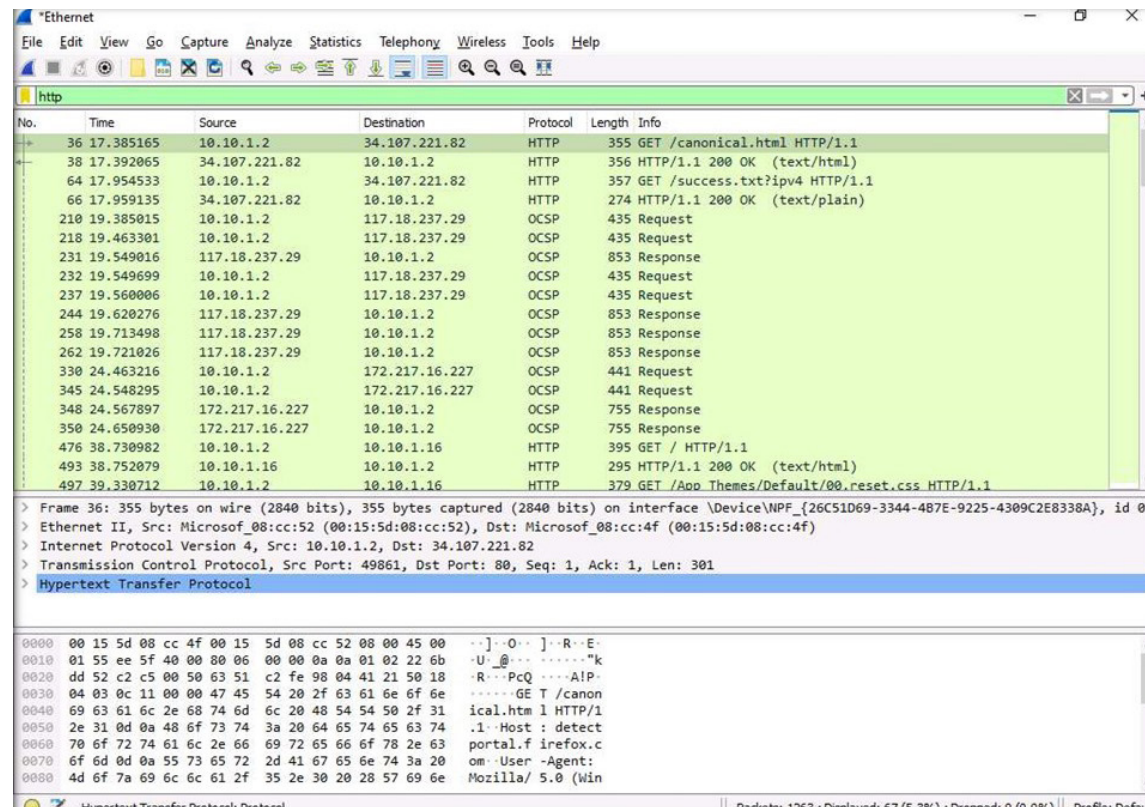 *Ethernet
File Edit View Go Capture Analyze Statistics Telephony Wireless Tools Help
http
No. Time Source Destination Protocol Length Info
36 17.385165 10.10.1.2 34.107.221.82 HTTP 355 GET /canonical.html HTTP/1.1
38 17.392065 34.107.221.82 10.10.1.2 HTTP 356 HTTP/1.1 200 OK (text/html)
64 17.954533 10.10.1.2 34.107.221.82 HTTP 357 GET /success.txt?ipv4 HTTP/1.1
66 17.959135 34.107.221.82 10.10.1.2 HTTP 274 HTTP/1.1 200 OK (text/plain)
210 19.385015 10.10.1.2 117.18.237.29 OCSP 435 Request
218 19.463301 10.10.1.2 117.18.237.29 OCSP 435 Request
231 19.549016 117.18.237.29 10.10.1.2 OCSP 853 Response
232 19.549699 10.10.1.2 117.18.237.29 OCSP 435 Request
237 19.560006 10.10.1.2 117.18.237.29 OCSP 435 Request
244 19.620276 117.18.237.29 10.10.1.2 OCSP 853 Response
258 19.713498 117.18.237.29 10.10.1.2 OCSP 853 Response
262 19.721026 117.18.237.29 10.10.1.2 OCSP 853 Response
330 24.463216 10.10.1.2 172.217.16.227 OCSP 441 Request
345 24.548295 10.10.1.2 172.217.16.227 OCSP 441 Request
348 24.567897 172.217.16.227 10.10.1.2 OCSP 755 Response
350 24.650930 172.217.16.227 10.10.1.2 OCSP 755 Response
476 38.730982 10.10.1.2 10.10.1.16 HTTP 395 GET / HTTP/1.1
493 38.752079 10.10.1.16 10.10.1.2 HTTP 295 HTTP/1.1 200 OK (text/html)
497 39.330712 10.10.1.2 10.10.1.16 HTTP 379 GET /App Themes/Default/00.reset.css HTTP/1.1
> Frame 36: 355 bytes on wire (2840 bits), 355 bytes captured (2840 bits) on interface \Device\NPF_{26C51D69-3344-4B7E-9225-4309C2E8338A}, id 0
> Ethernet II, Src: Microsof_08:cc:52 (00:15:5d:08:cc:52), Dst: Microsof_08:cc:4f (00:15:5d:08:cc:4f)
> Internet Protocol Version 4, Src: 10.10.1.2, Dst: 34.107.221.82
> Transmission Control Protocol, Src Port: 49861, Dst Port: 80, Seq: 1, Ack: 1, Len: 301
> Hypertext Transfer Protocol
0000 00 15 5d 08 cc 4f 00 15 5d 08 cc 52 08 00 45 00 ··]··O·· ]··R··E·
0010 01 55 ee 5f 40 00 80 06 00 00 0a 0a 01 02 22 6b ·U·_@··· ······"k
0020 dd 52 c2 c5 00 50 63 51 c2 fe 98 04 41 21 50 18 ·R···PcQ ····A!P·
0030 04 03 0c 11 00 00 47 45 54 20 2f 63 61 6e 6f 6e ······GE T /canon
0040 69 63 61 6c 2e 68 74 6d 6c 20 48 54 54 50 2f 31 ical.htm l HTTP/1
0050 2e 31 0d 0a 48 6f 73 74 3a 20 64 65 74 65 63 74 .1··Host : detect
0060 70 6f 72 74 61 6c 2e 66 69 72 65 66 6f 78 2e 63 portal.f irefox.c
0070 6f 6d 0d 0a 55 73 65 72 2d 41 67 65 6e 74 3a 20 om··User -Agent: 
0080 4d 6f 7a 69 6c 6c 61 2f 35 2e 30 20 28 57 69 6e Mozilla/ 5.0 (Win
Hypertext Transfer Protocol: Protocol Packets: 1263 · Displayed: 67 (5.3%) · Dropped: 0 (0.0%) Profile: